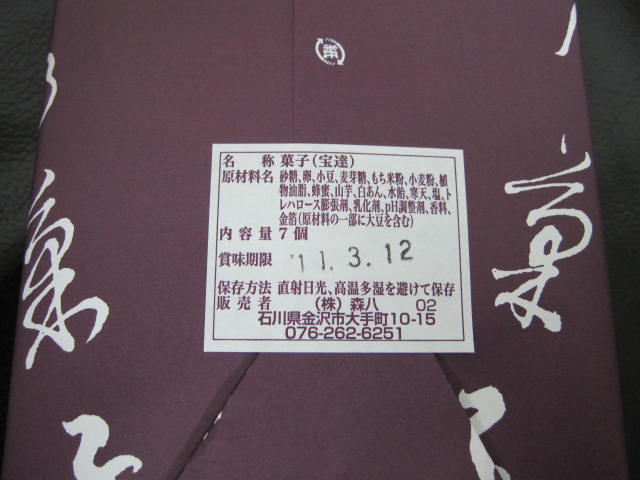 紙
名 称 菓子(宝達)
原材料名 砂糖、卵、小豆、麦芽糖、もち米粉、小麦粉、植
物油脂、蜂蜜、山芋、白あん、水飴、寒天、塩、ト
レハロース膨張剤、乳化剤、pH調整剤、香料、
金箔(原材料の一部に大豆を含む)
内容量 7個
賞味期限 '11.3.12
保存方法 直射日光、高温多湿を避けて保存
販売者 (株)森八 02
石川県金沢市大手町10-15
076-262-6251